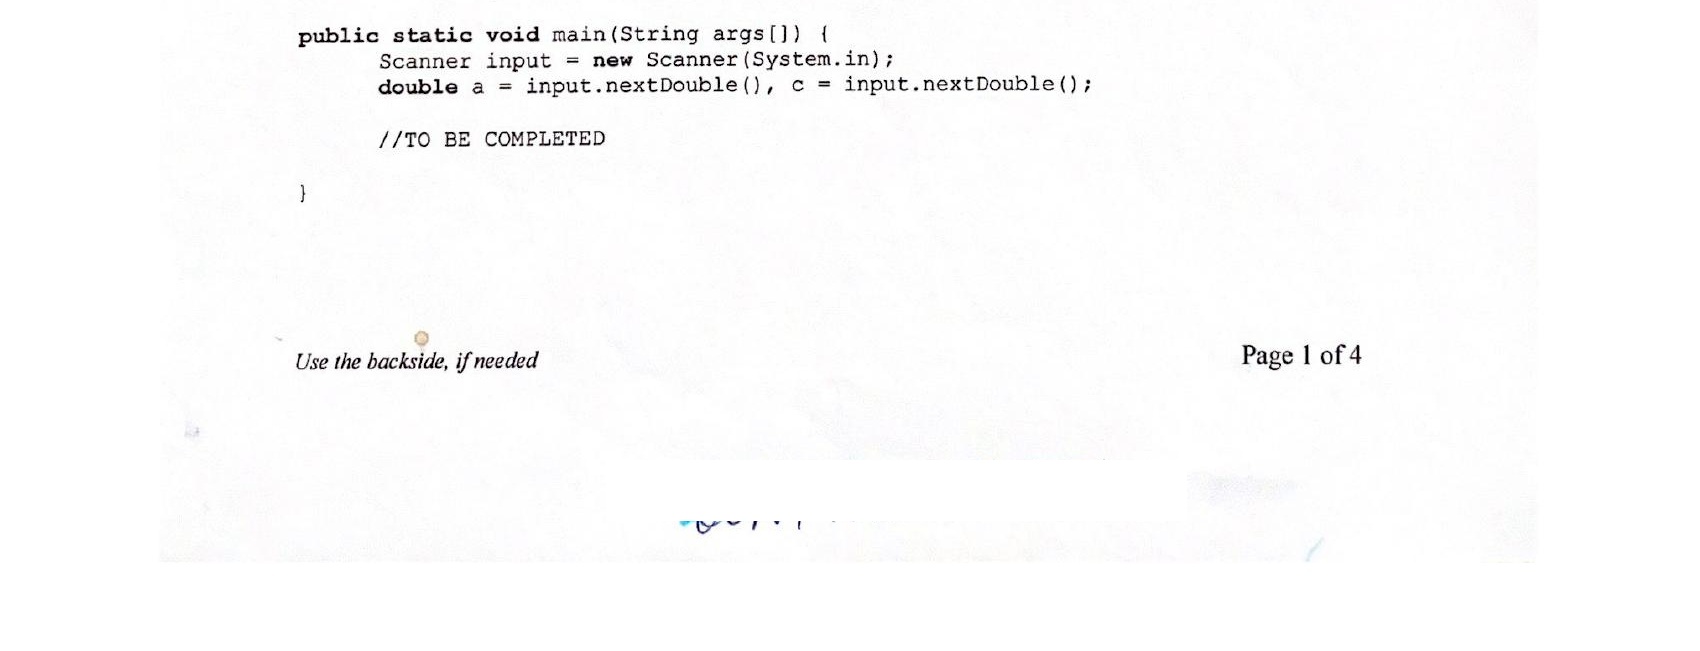 public static void main(String args[]) {
Scanner input = new Scanner(System.in);
double a = input.nextDouble(), c = input.nextDouble();
//TO BE COMPLETED
}
Use the backside, if needed
Page 1 of 4